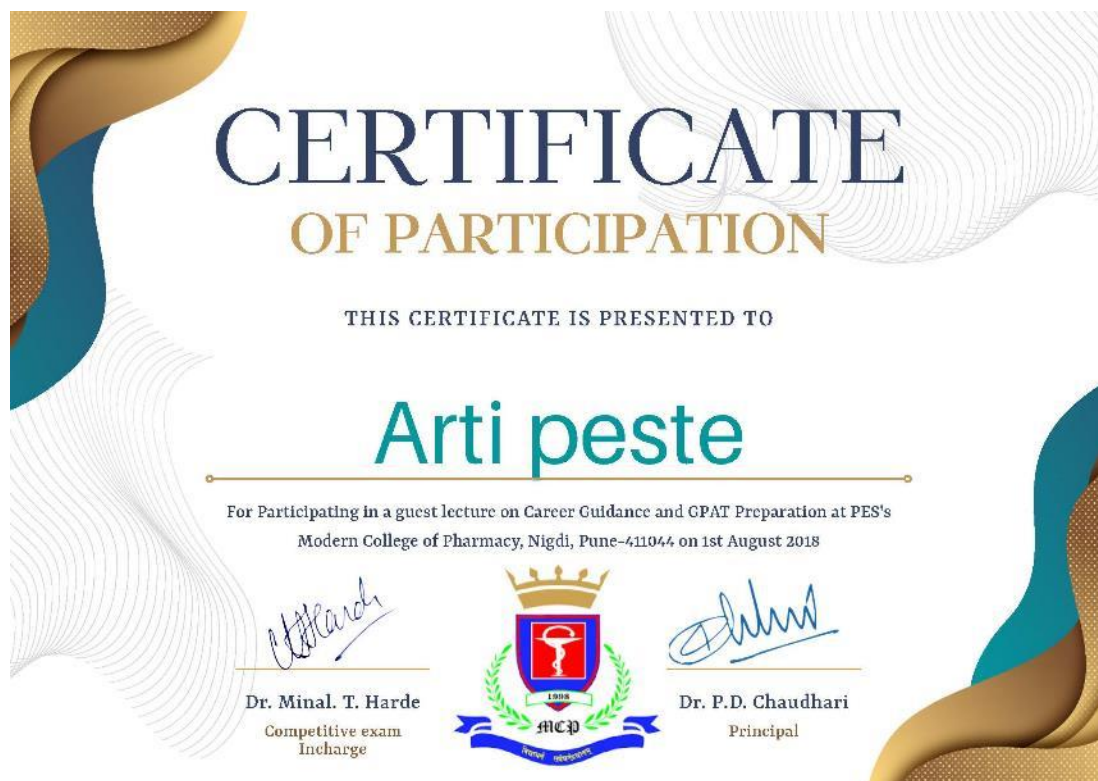 CERTIFICATE
OF PARTICIPATION
THIS CERTIFICATE IS PRESENTED TO
Arti peste
For Participating in a guest lecture on Career Guidance and GPAT Preparation at PES's
Modern College of Pharmacy, Nigdi, Pune-411044 on 1st August 2018
1998
MCP
Dr. Minal. T. Harde
Competitive exam
Incharge
Dr. P.D. Chaudhari
Principal